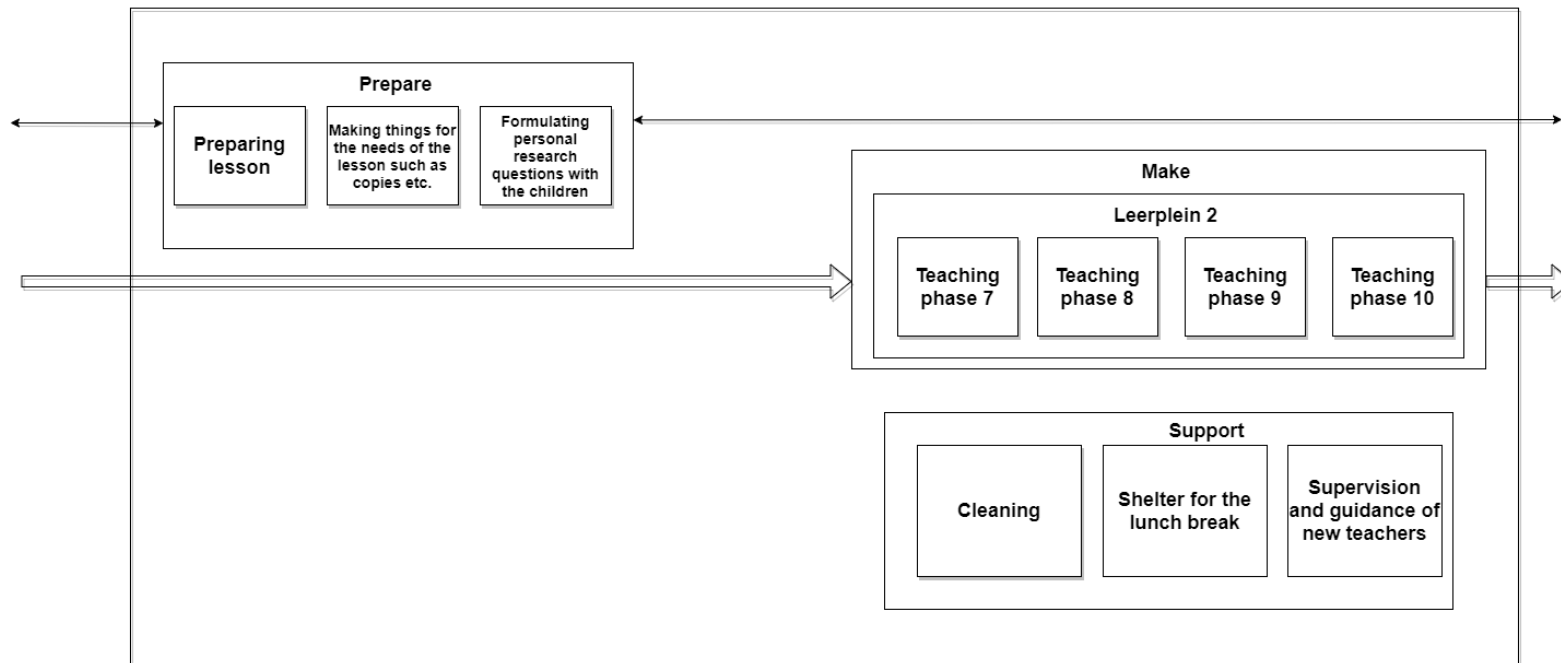 Prepare
Preparing
lesson
Making things for
the needs of the
lesson such as
copies etc.
Formulating
personal
research
questions with
the children
Make
Leerplein 2
Teaching
phase 7
Teaching
phase 8
Teaching
phase 9
Teaching
phase 10
Support
Cleaning
Shelter for the
lunch break
Supervision
and guidance of
new teachers